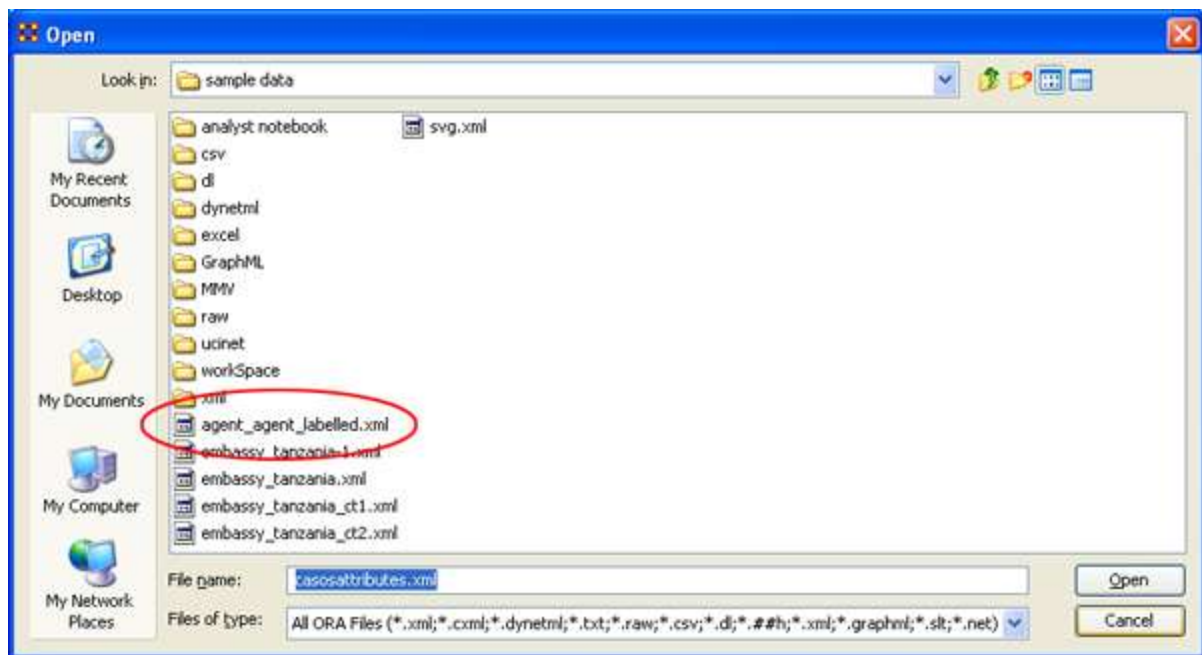 Open
Look in: sample data
My Recent
Documents
Desktop
My Documents
My Computer
My Network
Places
analyst notebook
csv
dl
dynetml
excel
GraphML
MMV
raw
ucinet
workSpace
xml
agent_agent_labelled.xml
embassy_tanzania-1.xml
embassy_tanzania.xml
embassy_tanzania_ct1.xml
embassy_tanzania_ct2.xml
svg.xml
File name: casosattributes.xml Open
Files of type: All ORA Files (*.xml;*.cxml;*.dynetml;*.txt;*.raw;*.csv;*.dl;*.##h;*.xml;*.graphml;*.slt;*.net) Cancel